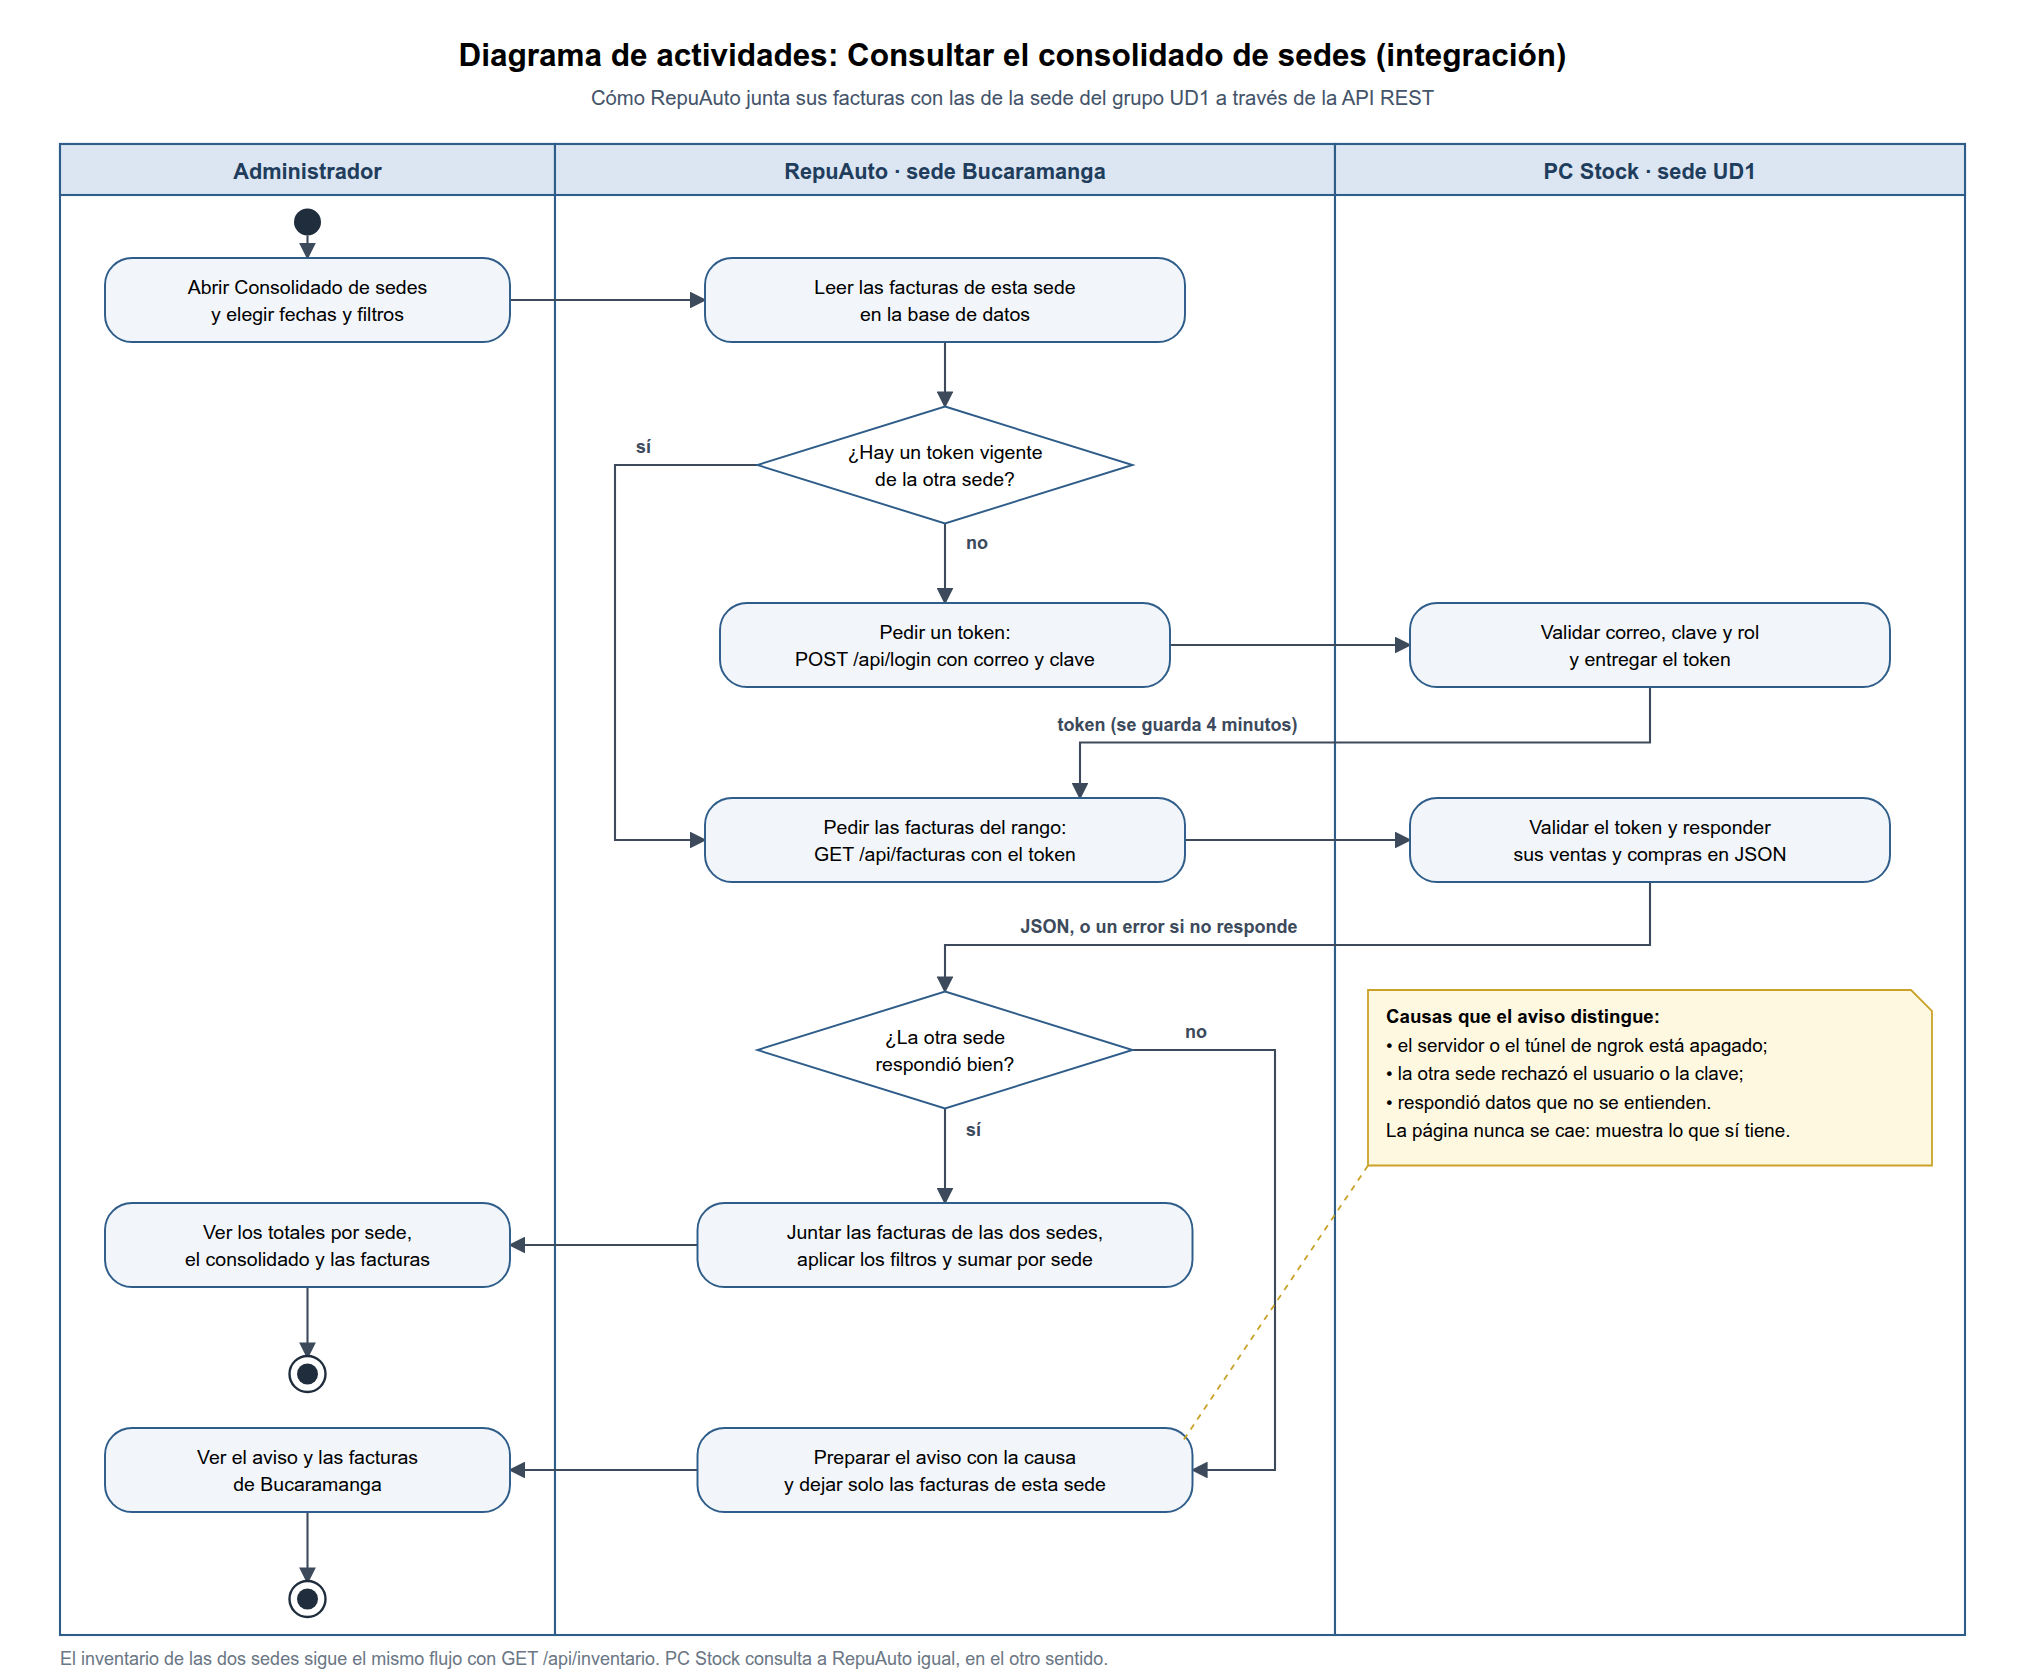 Diagrama de actividades: Consultar el consolidado de sedes (integración)
Cómo RepuAuto junta sus facturas con las de la sede del grupo UD1 a través de la API REST
Administrador
RepuAuto · sede Bucaramanga
PC Stock · sede UD1
Abrir Consolidado de sedes
y elegir fechas y filtros
Leer las facturas de esta sede
en la base de datos
¿Hay un token vigente
de la otra sede?
sí
no
Pedir un token:
POST /api/login con correo y clave
Validar correo, clave y rol
y entregar el token
token (se guarda 4 minutos)
Pedir las facturas del rango:
GET /api/facturas con el token
Validar el token y responder
sus ventas y compras en JSON
JSON, o un error si no responde
¿La otra sede
respondió bien?
no
sí
Causas que el aviso distingue:
• el servidor o el túnel de ngrok está apagado;
• la otra sede rechazó el usuario o la clave;
• respondió datos que no se entienden.
La página nunca se cae: muestra lo que sí tiene.
Ver los totales por sede,
el consolidado y las facturas
Juntar las facturas de las dos sedes,
aplicar los filtros y sumar por sede
Ver el aviso y las facturas
de Bucaramanga
Preparar el aviso con la causa
y dejar solo las facturas de esta sede
El inventario de las dos sedes sigue el mismo flujo con GET /api/inventario. PC Stock consulta a RepuAuto igual, en el otro sentido.